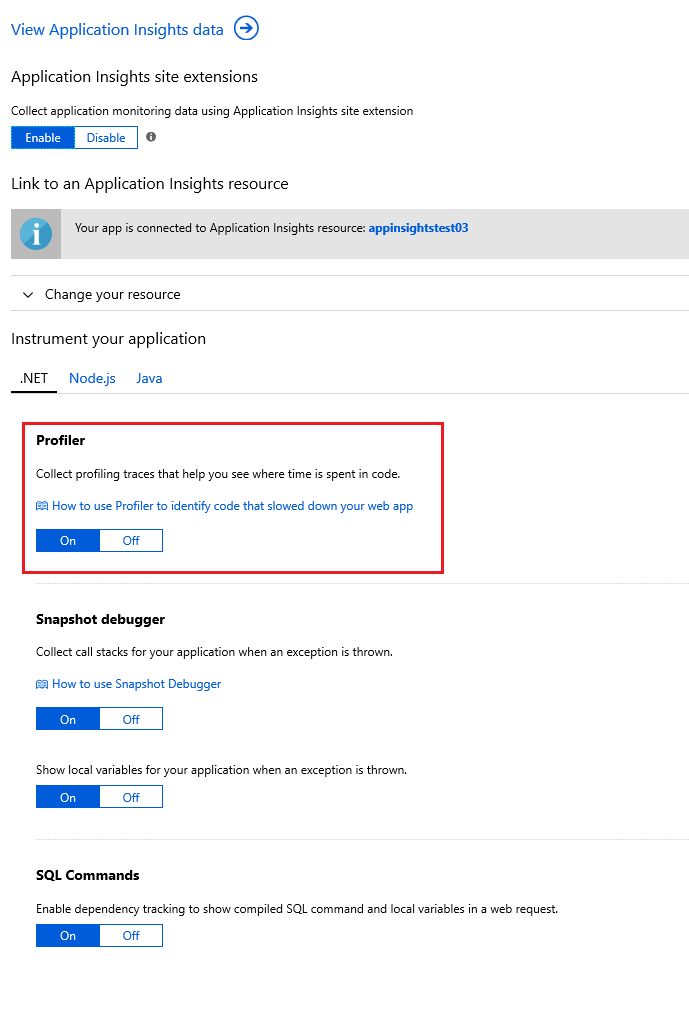 View Application Insights data
Application Insights site extensions
Collect application monitoring data using Application Insights site extension
Enable Disable
Link to an Application Insights resource
Your app is connected to Application Insights resource: appinsightstest03
Change your resource
Instrument your application
.NET Node.js Java
Profiler
Collect profiling traces that help you see where time is spent in code.
How to use Profiler to identify code that slowed down your web app
On Off
Snapshot debugger
Collect call stacks for your application when an exception is thrown.
How to use Snapshot Debugger
On Off
Show local variables for your application when an exception is thrown.
On Off
SQL Commands
Enable dependency tracking to show compiled SQL command and local variables in a web request.
On Off